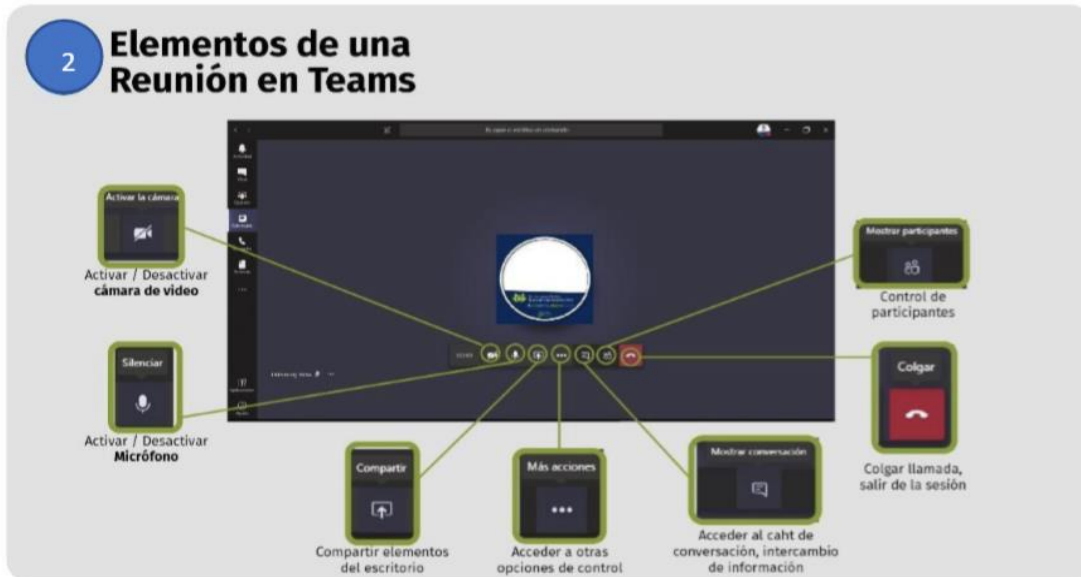 2
Elementos de una
Reunión en Teams
Activar la cámara
Activar / Desactivar
cámara de video
Mostrar participantes
Control de
participantes
Silenciar
Activar / Desactivar
Micrófono
Colgar
Colgar llamada,
salir de la sesión
Compartir
Compartir elementos
del escritorio
Más acciones
Acceder a otras
opciones de control
Mostrar conversación
Acceder al caht de
conversación, intercambio
de información